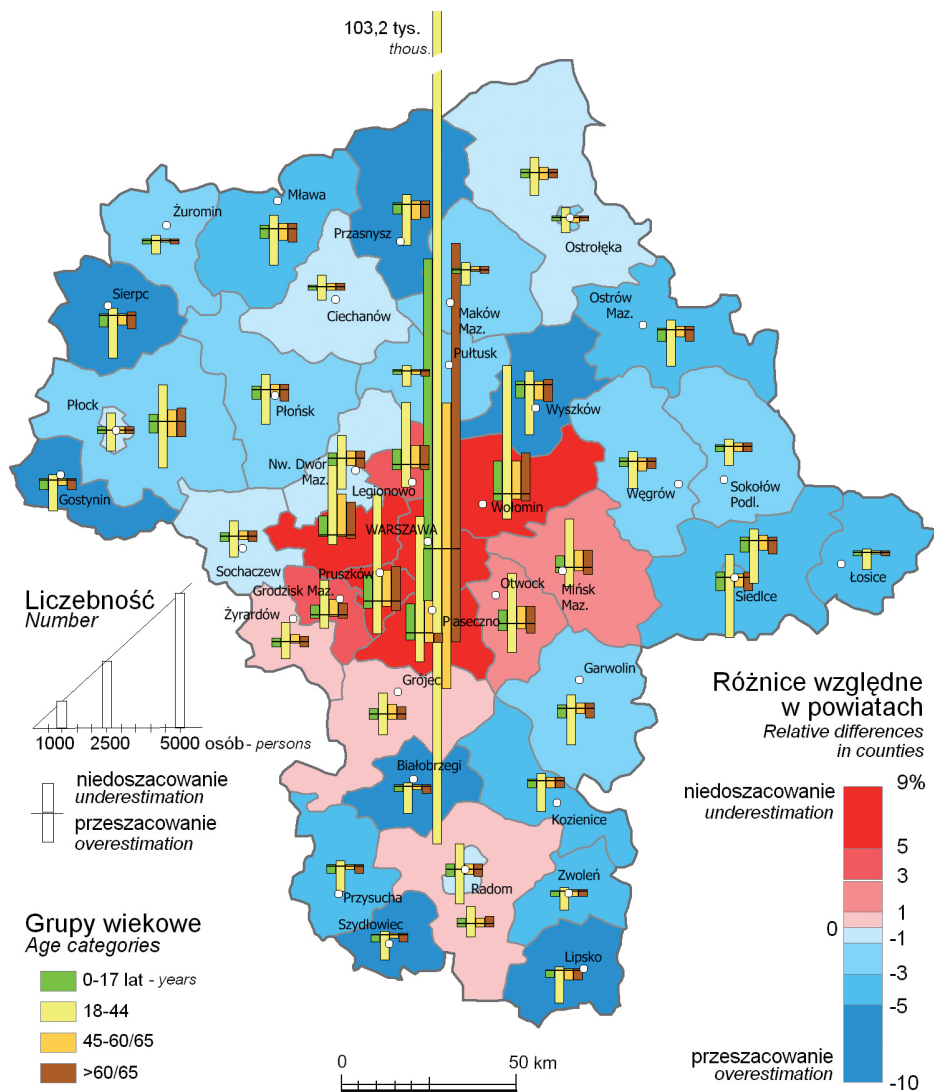 103,2 tys.
thous.
Żuromin
Mława
Przasnysz
Ostrołęka
Sierpc
Ciechanów
Maków
Maz.
Ostrów
Maz.
Pułtusk
Płock
Płońsk
Wyszków
Gostynin
Nw. Dwór
Maz.
Legionowo
Węgrów
Sokołów
Podl.
Wołomin
WARSZAWA
Sochaczew
Pruszków
Otwock
Mińsk
Maz.
Siedlce
Łosice
Grodzisk Maz.
Żyrardów
Piaseczno
Garwolin
Grójec
Białobrzegi
Kozienice
Przysucha
Radom
Zwoleń
Szydłowiec
Lipsko
Liczebność
Number
1000
2500
5000
osób - persons
niedoszacowanie
underestimation
przeszacowanie
overestimation
Grupy wiekowe
Age categories
0-17 lat - years
18-44
45-60/65
>60/65
0
50 km
Różnice względne
w powiatach
Relative differences
in counties
9%
niedoszacowanie
underestimation
5
3
1
0
-1
-3
-5
przeszacowanie
overestimation
-10